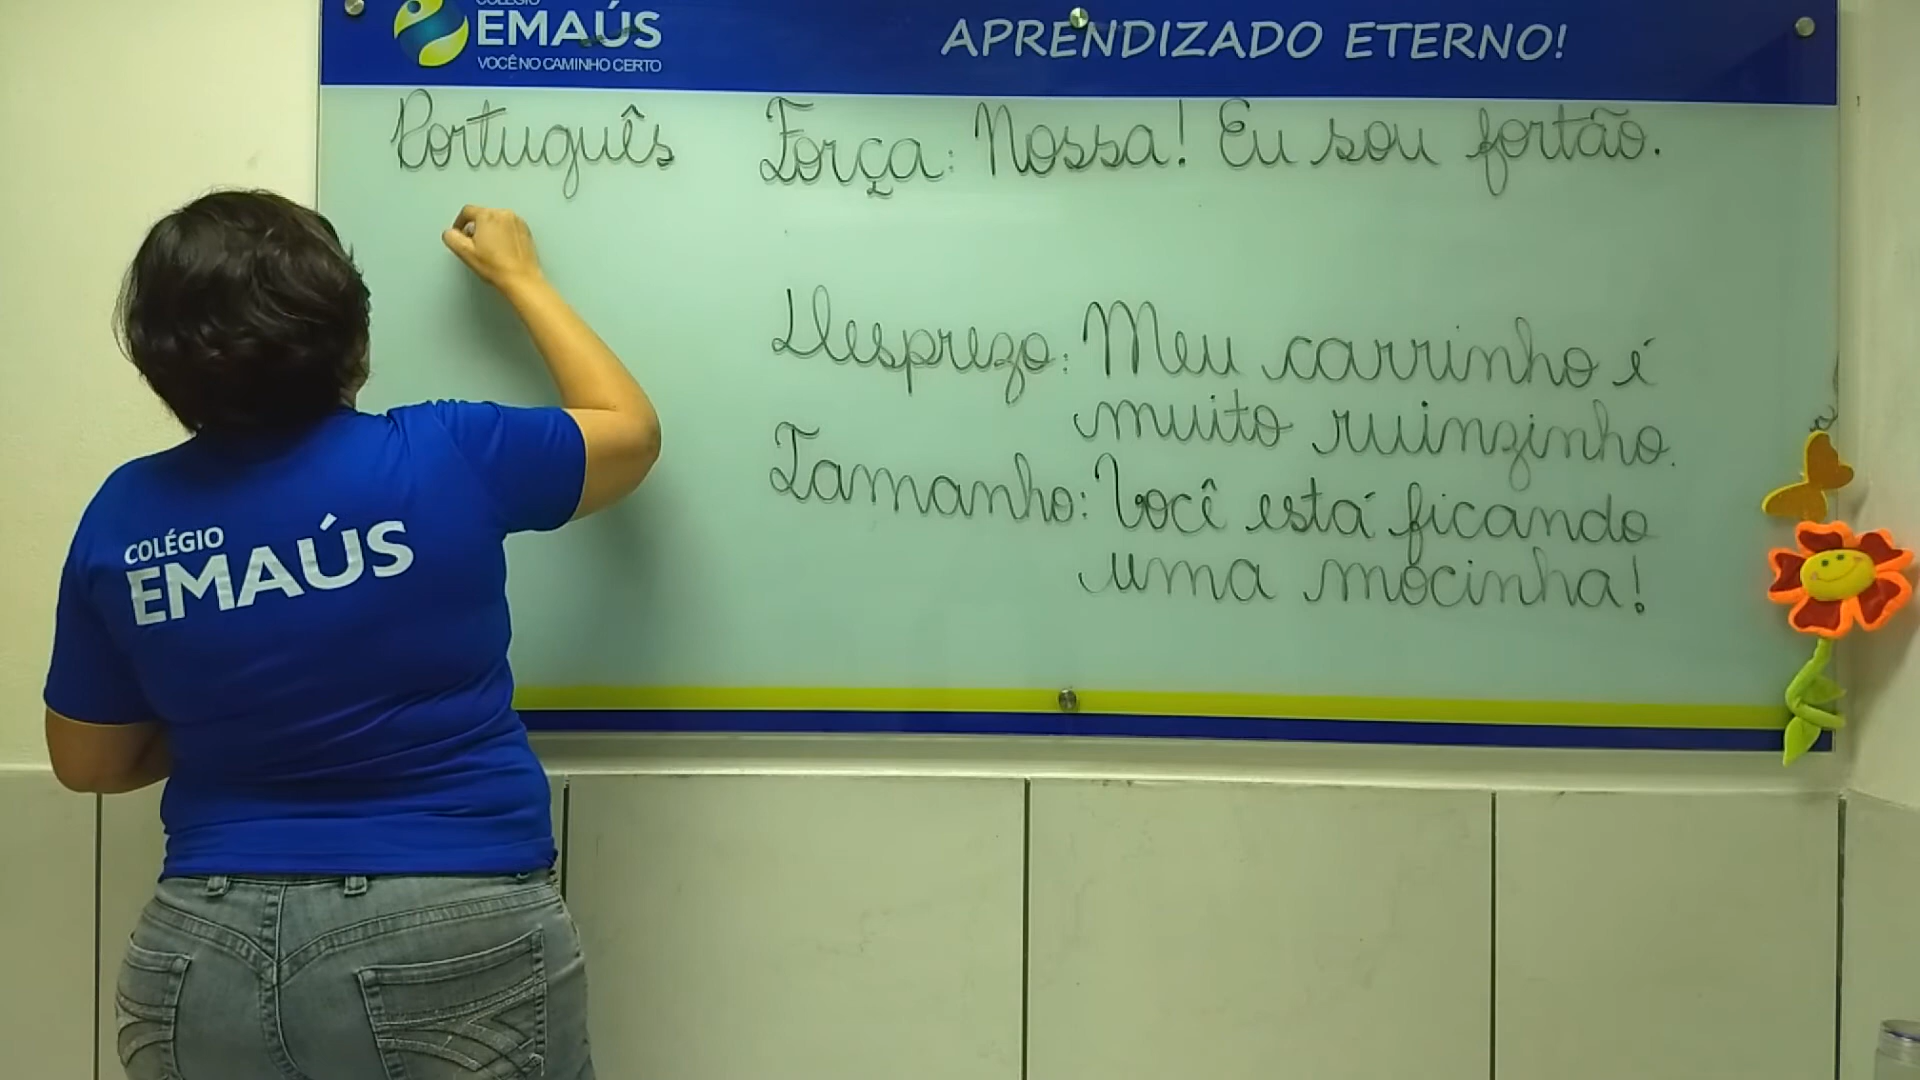 EMAÚS
VOCÊ NO CAMINHO CERTO
APRENDIZADO ETERNO!
Português
Força: Nossa! Eu sou fortão.
Desprezo: Meu carrinho é
muito ruinzinho.
Tamanho: Você está ficando
uma mocinha!
COLÉGIO
EMAÚS